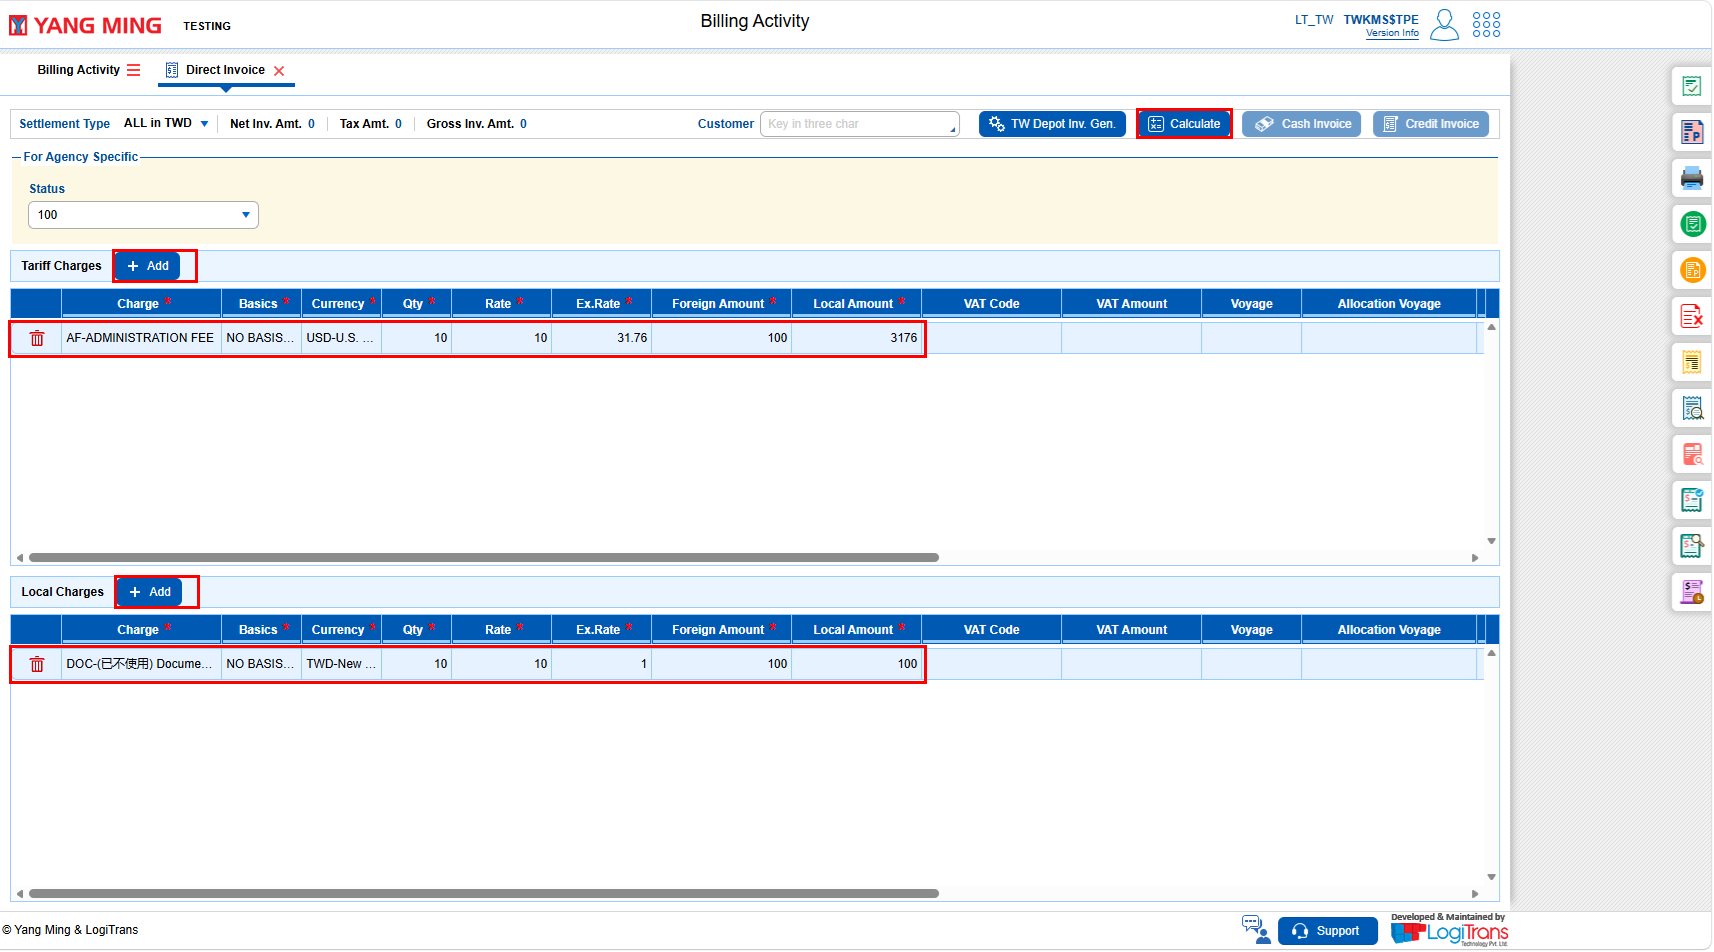 YANG MING TESTING
Billing Activity
LT_TW TWKMS$TPE
Version Info
Billing Activity Direct Invoice
Settlement Type ALL in TWD Net Inv. Amt. 0 Tax Amt. 0 Gross Inv. Amt. 0 Customer Key in three char TW Depot Inv. Gen. Calculate Cash Invoice Credit Invoice
For Agency Specific
Status
100
Tariff Charges + Add
Charge * Basics * Currency * Qty * Rate * Ex.Rate * Foreign Amount * Local Amount * VAT Code VAT Amount Voyage Allocation Voyage
AF-ADMINISTRATION FEE NO BASIS... USD-U.S. ... 10 10 31.76 100 3176
Local Charges + Add
Charge * Basics * Currency * Qty * Rate * Ex.Rate * Foreign Amount * Local Amount * VAT Code VAT Amount Voyage Allocation Voyage
DOC-(已不使用) Docume... NO BASIS... TWD-New ... 10 10 1 100 100
© Yang Ming & LogiTrans
Support
Developed & Maintained by
LogiTrans
Technology Pvt. Ltd.